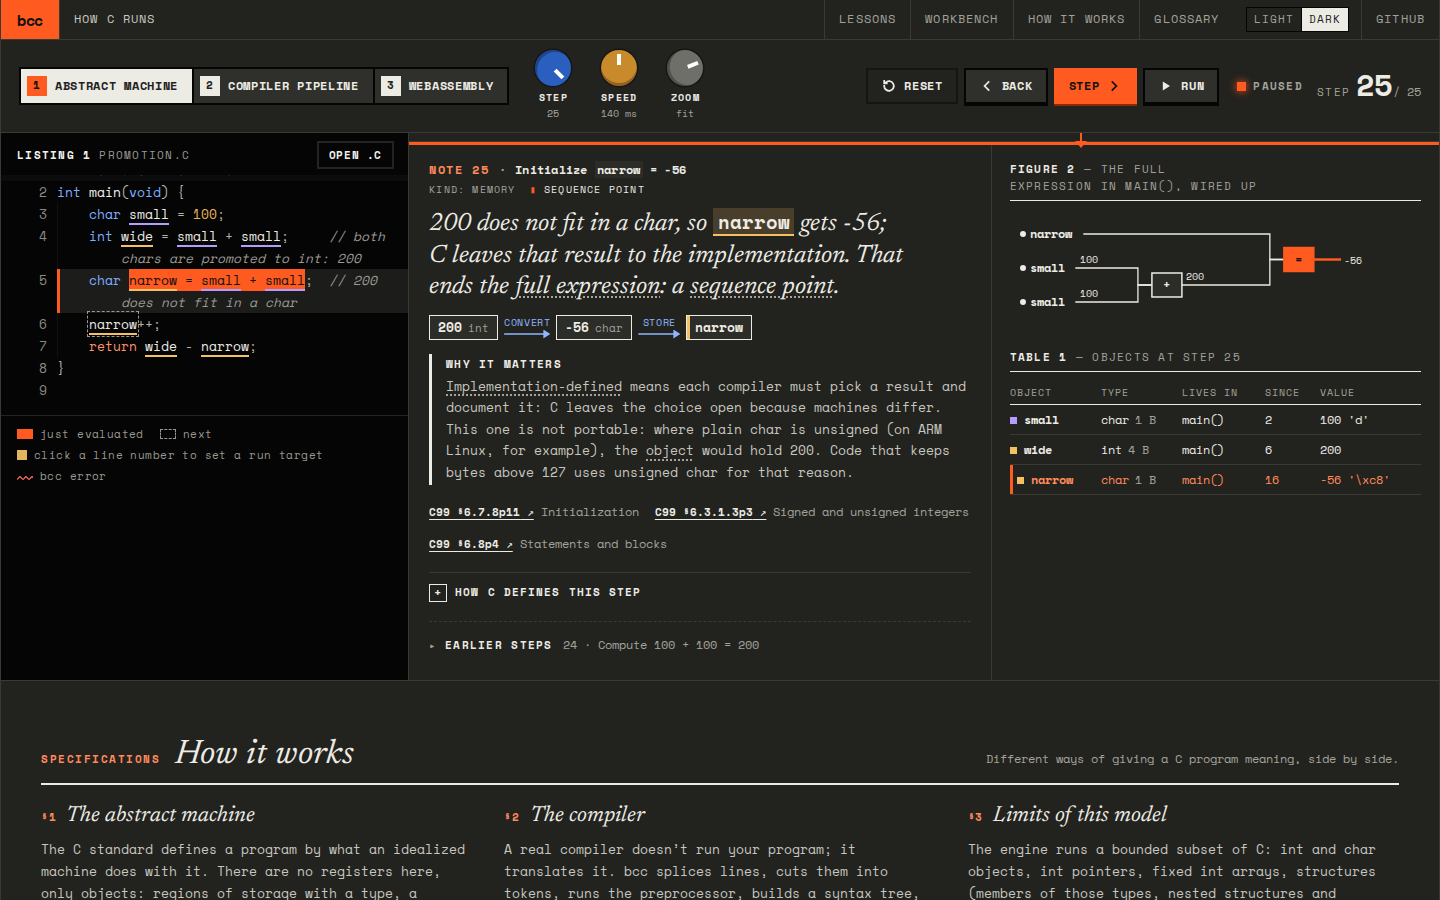 bcc HOW C RUNS LESSONS WORKBENCH HOW IT WORKS GLOSSARY LIGHT DARK GITHUB
1 ABSTRACT MACHINE 2 COMPILER PIPELINE 3 WEBASSEMBLY
STEP SPEED ZOOM
25 140 ms fit
RESET BACK STEP RUN PAUSED STEP 25 / 25
LISTING 1 PROMOTION.C OPEN .C
2 int main(void) {
3 char small = 100;
4 int wide = small + small; // both
chars are promoted to int: 200
5 char narrow = small + small; // 200
does not fit in a char
6 narrow++;
7 return wide - narrow;
8 }
9
just evaluated next
click a line number to set a run target
bcc error
NOTE 25 · Initialize narrow = -56
KIND: MEMORY SEQUENCE POINT
200 does not fit in a char, so narrow gets -56;
C leaves that result to the implementation. That
ends the full expression: a sequence point.
200 int CONVERT -56 char STORE narrow
WHY IT MATTERS
Implementation-defined means each compiler must pick a result and
document it: C leaves the choice open because machines differ.
This one is not portable: where plain char is unsigned (on ARM
Linux, for example), the object would hold 200. Code that keeps
bytes above 127 uses unsigned char for that reason.
C99 §6.7.8p11 ↗ Initialization C99 §6.3.1.3p3 ↗ Signed and unsigned integers
C99 §6.8p4 ↗ Statements and blocks
+ HOW C DEFINES THIS STEP
▸ EARLIER STEPS 24 · Compute 100 + 100 = 200
FIGURE 2 — THE FULL
EXPRESSION IN MAIN(), WIRED UP
narrow
small 100
small 100
+ 200
= -56
TABLE 1 — OBJECTS AT STEP 25
OBJECT TYPE LIVES IN SINCE VALUE
small char 1 B main() 2 100 'd'
wide int 4 B main() 6 200
narrow char 1 B main() 16 -56 '\xc8'
SPECIFICATIONS How it works
Different ways of giving a C program meaning, side by side.
§1 The abstract machine
The C standard defines a program by what an idealized
machine does with it. There are no registers here,
only objects: regions of storage with a type, a
§2 The compiler
A real compiler doesn't run your program; it
translates it. bcc splices lines, cuts them into
tokens, runs the preprocessor, builds a syntax tree,
§3 Limits of this model
The engine runs a bounded subset of C: int and char
objects, int pointers, fixed int arrays, structures
(members of those types, nested structures and